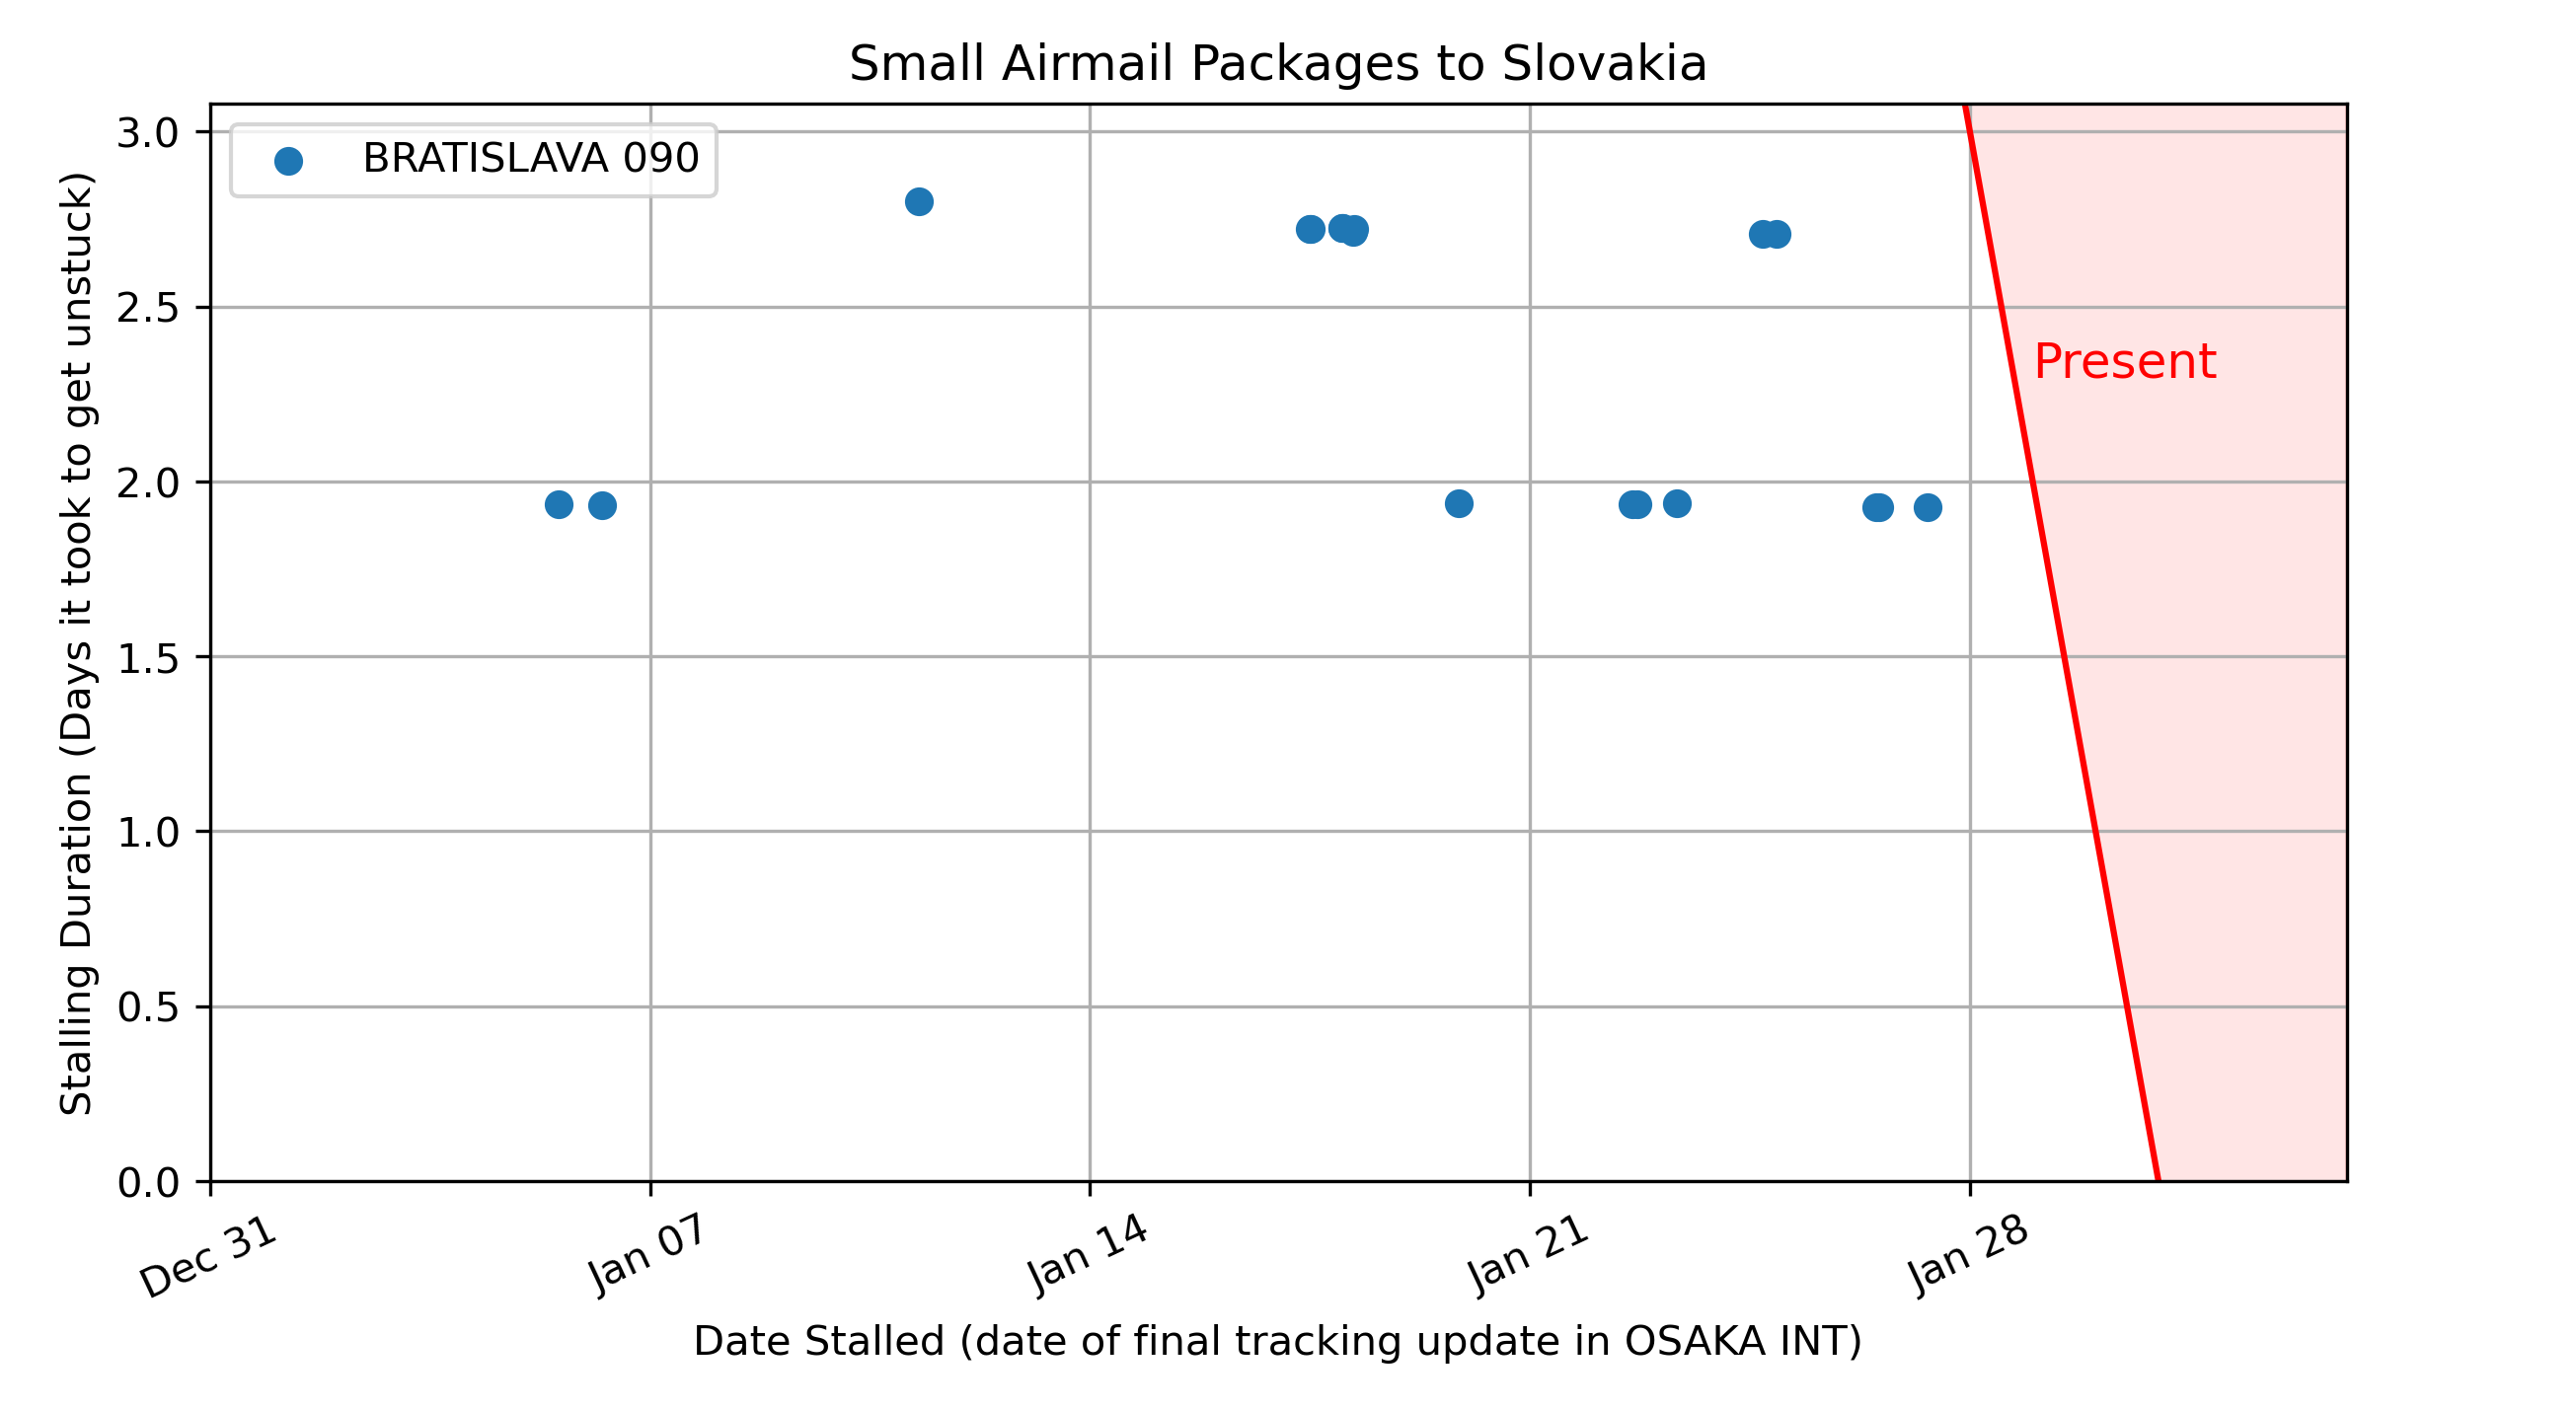 Small Airmail Packages to Slovakia
BRATISLAVA 090
Present
Stalling Duration (Days it took to get unstuck)
3.0
2.5
2.0
1.5
1.0
0.5
0.0
Dec 31
Jan 07
Jan 14
Jan 21
Jan 28
Date Stalled (date of final tracking update in OSAKA INT)